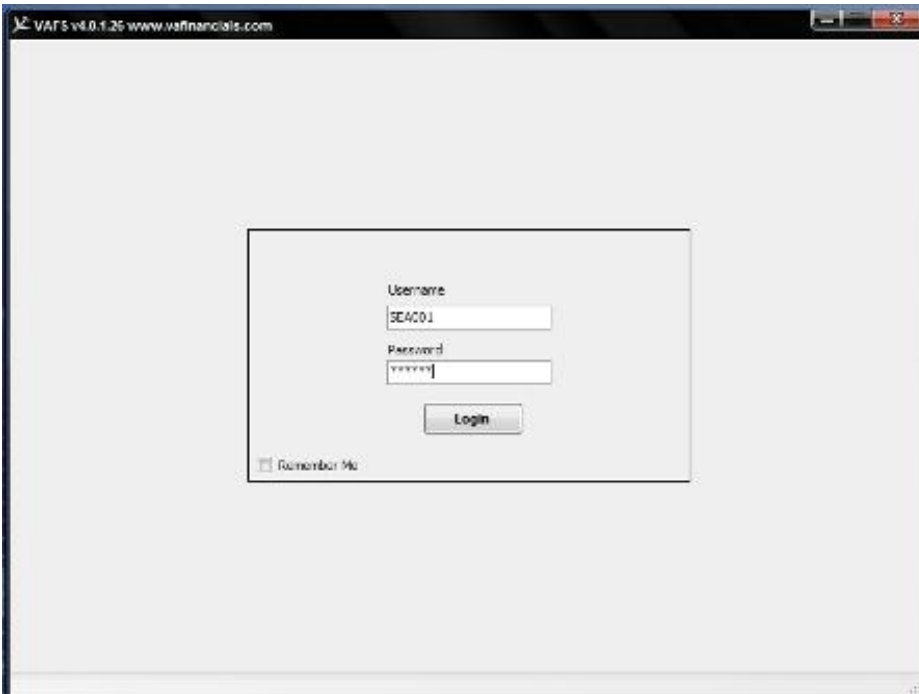 VAFS v4.0.1.26 www.vafinancials.com
Username
SEA001
Password
******
Login
Remember Me